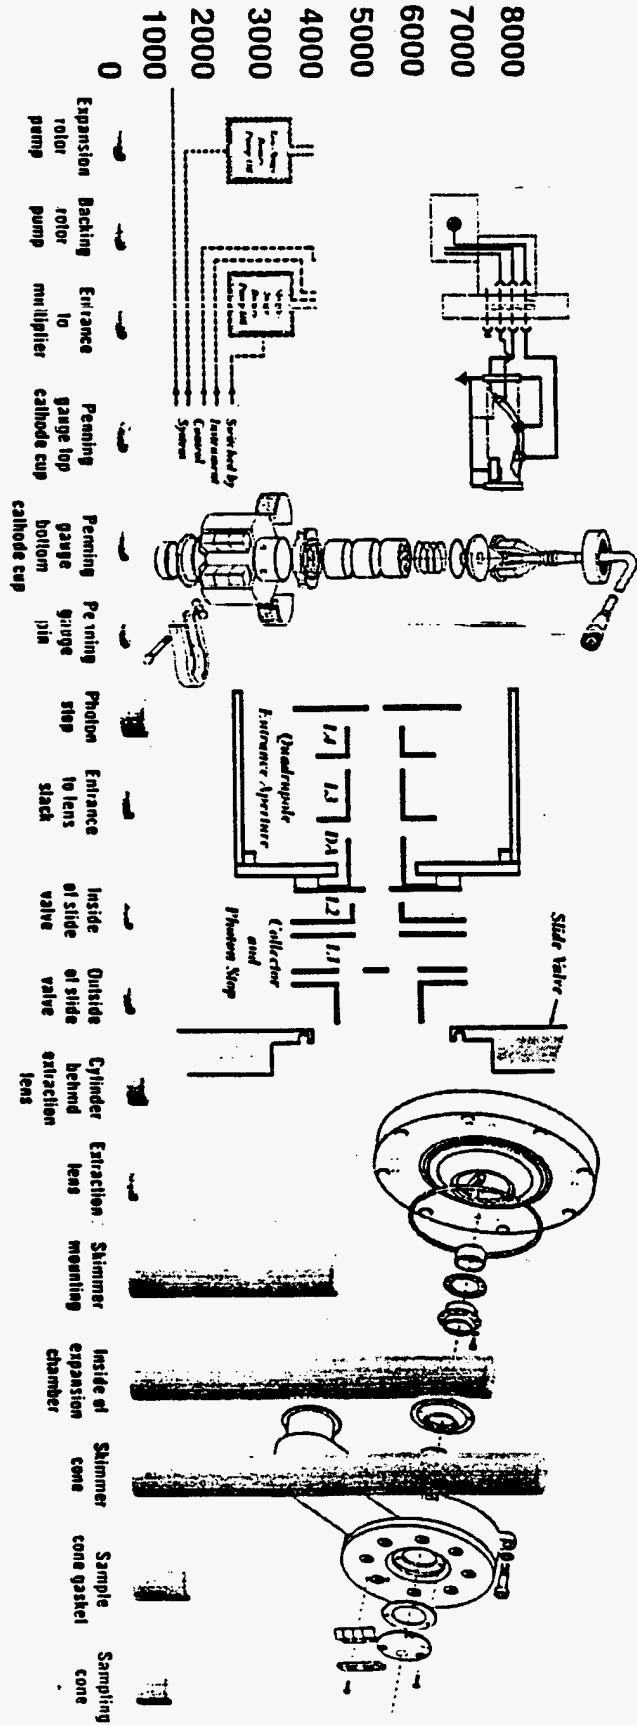 8000
7000
6000
5000
4000
3000
2000
1000
0
Switched by
Instrument
Control
System
Quadrupole
Entrance Aperture
L4
L3
DA
L2
L1
Collector
and
Photon Stop
Slide Valve
Expansion
rotor
pump
Backing
rotor
pump
Entrance
to
multiplier
Penning
gauge top
cathode cup
Penning
gauge
bottom
cathode cup
Penning
gauge
pin
Photon
stop
Entrance
to lens
stack
Inside
of slide
valve
Outside
of slide
valve
Cylinder
behind
extraction
lens
Extraction
lens
Skimmer
mounting
Inside of
expansion
chamber
Skimmer
cone
Sample
cone gasket
Sampling
cone